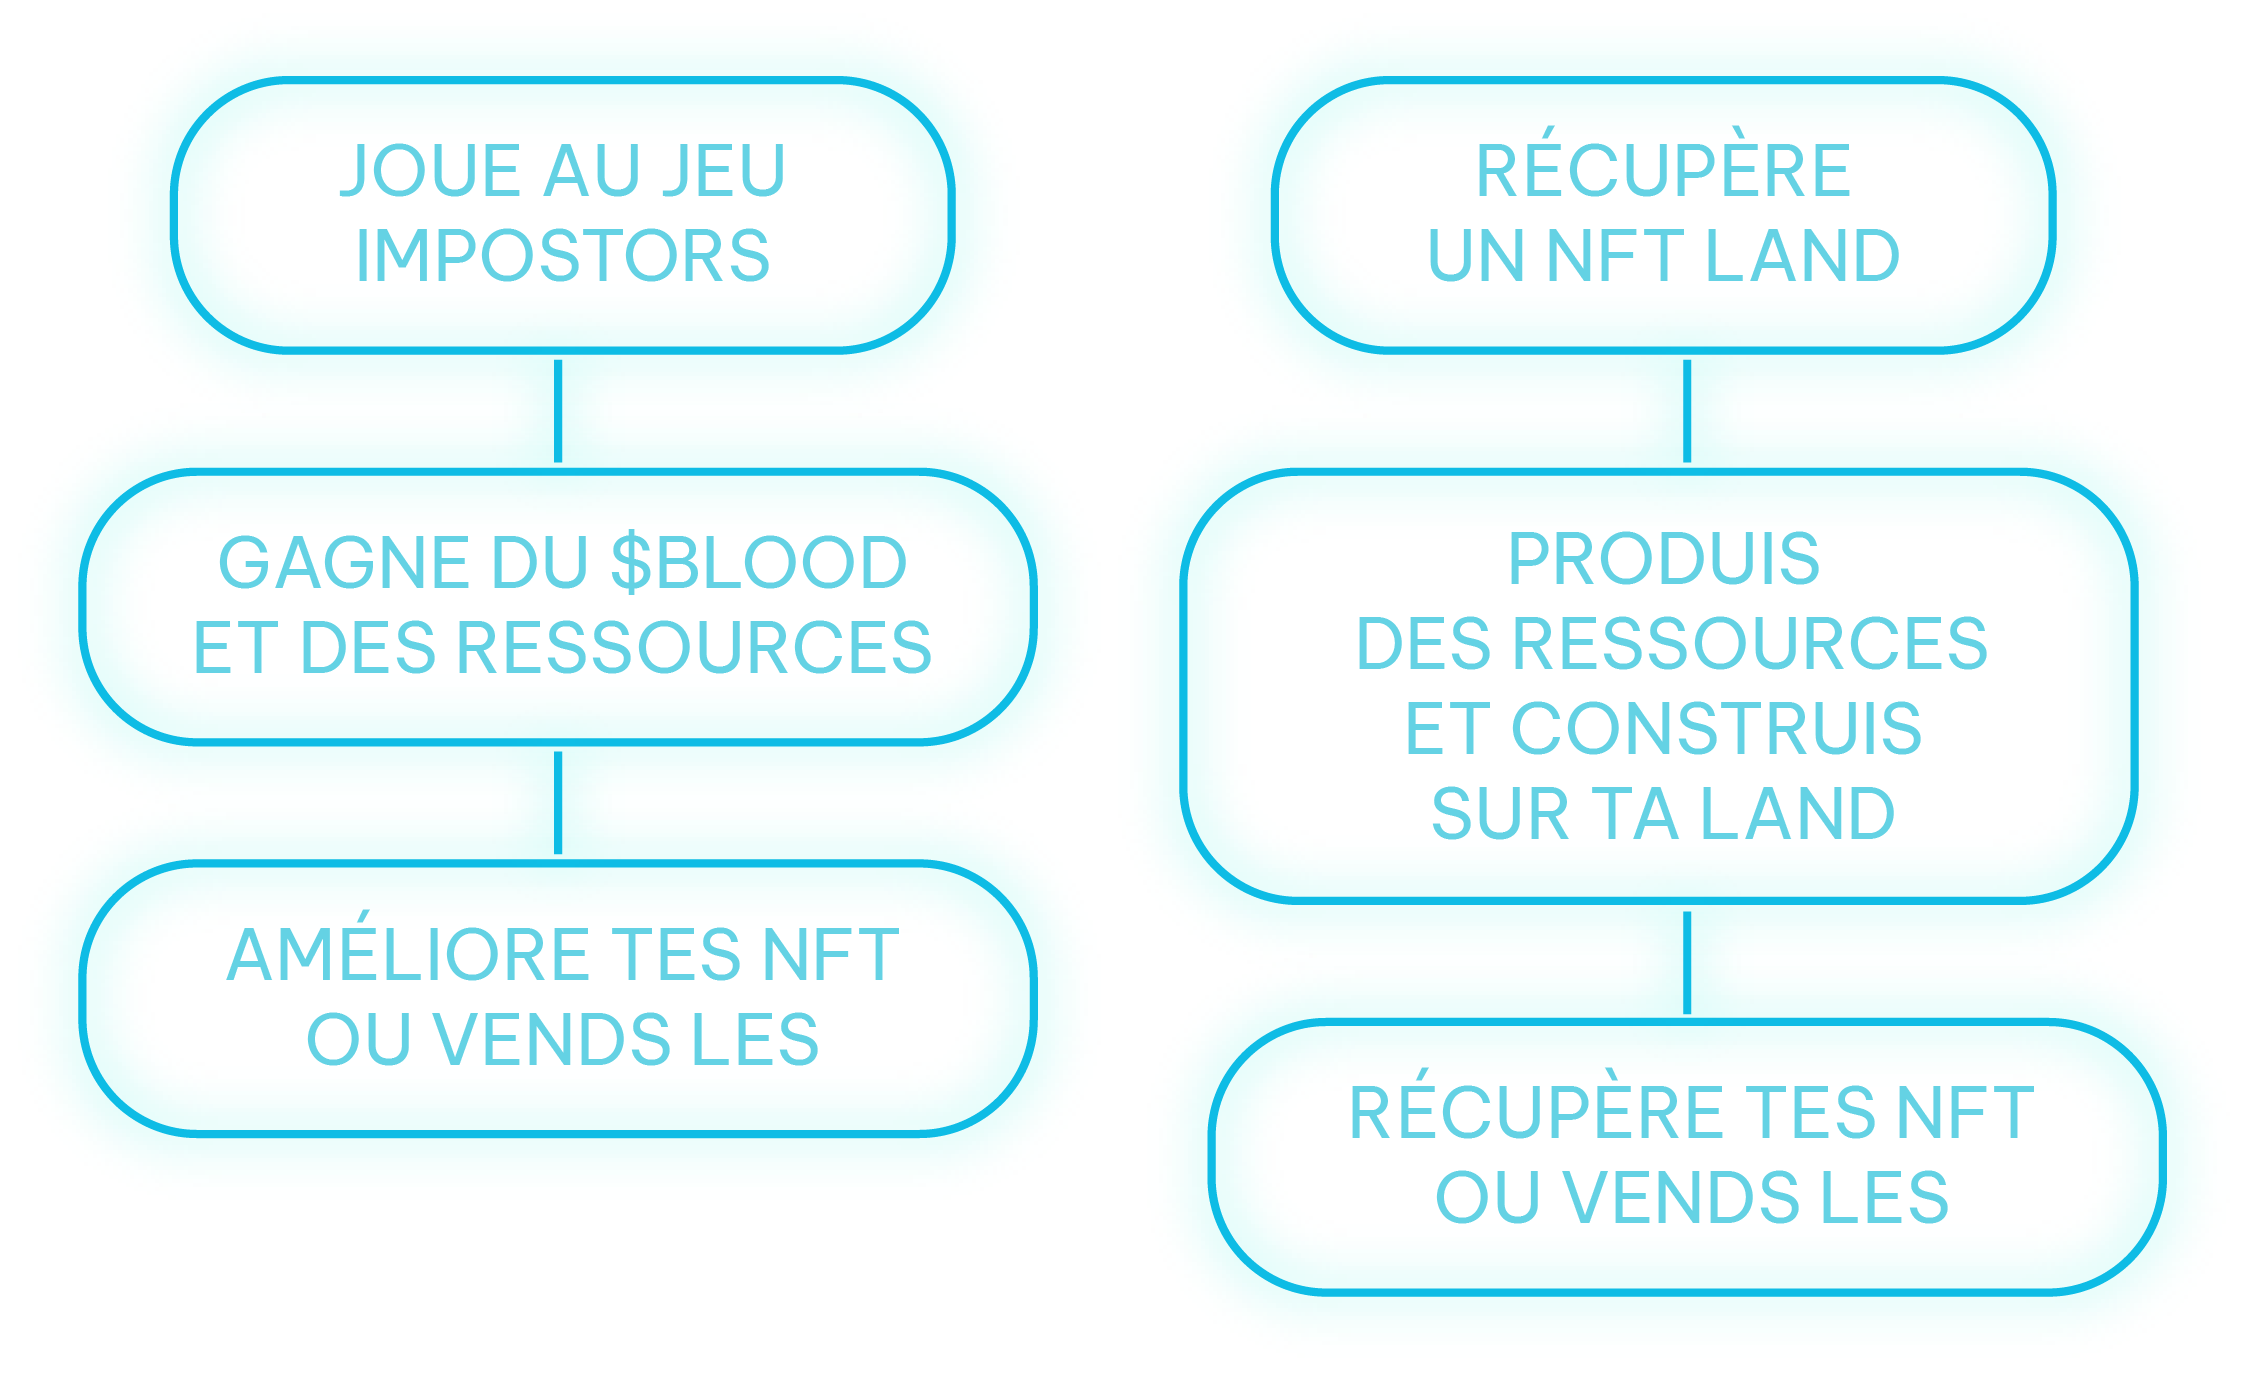 JOUE AU JEU
IMPOSTORS
GAGNE DU $BLOOD
ET DES RESSOURCES
AMÉLIORE TES NFT
OU VENDS LES
RÉCUPÈRE
UN NFT LAND
PRODUIS
DES RESSOURCES
ET CONSTRUIS
SUR TA LAND
RÉCUPÈRE TES NFT
OU VENDS LES